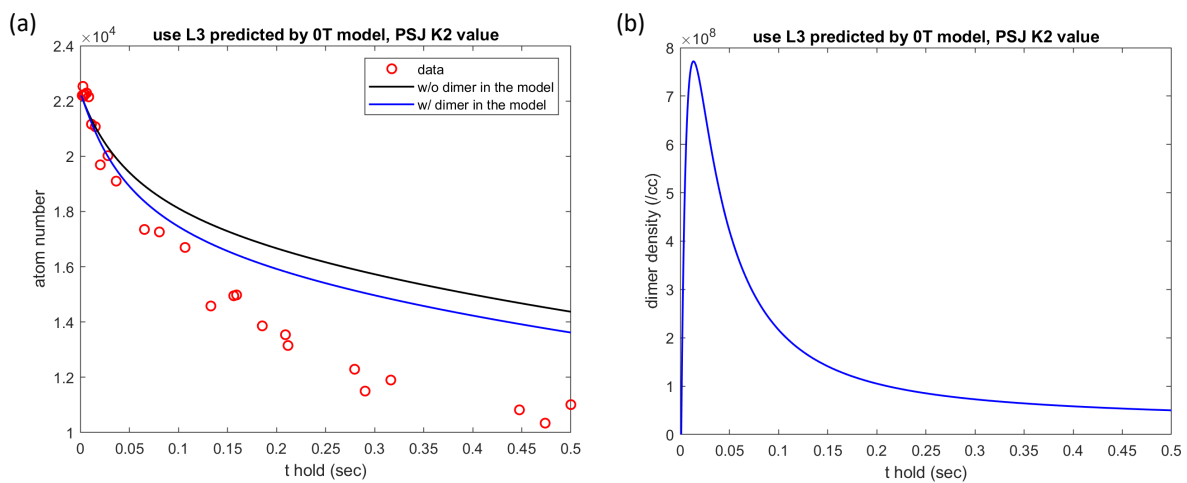 (a)
use L3 predicted by 0T model, PSJ K2 value
×10⁴
2.4
2.2
2
1.8
1.6
1.4
1.2
1
atom number
data
w/o dimer in the model
w/ dimer in the model
0 0.05 0.1 0.15 0.2 0.25 0.3 0.35 0.4 0.45 0.5
t hold (sec)
(b)
use L3 predicted by 0T model, PSJ K2 value
×10⁸
8
7
6
5
4
3
2
1
0
dimer density (/cc)
0 0.05 0.1 0.15 0.2 0.25 0.3 0.35 0.4 0.45 0.5
t hold (sec)